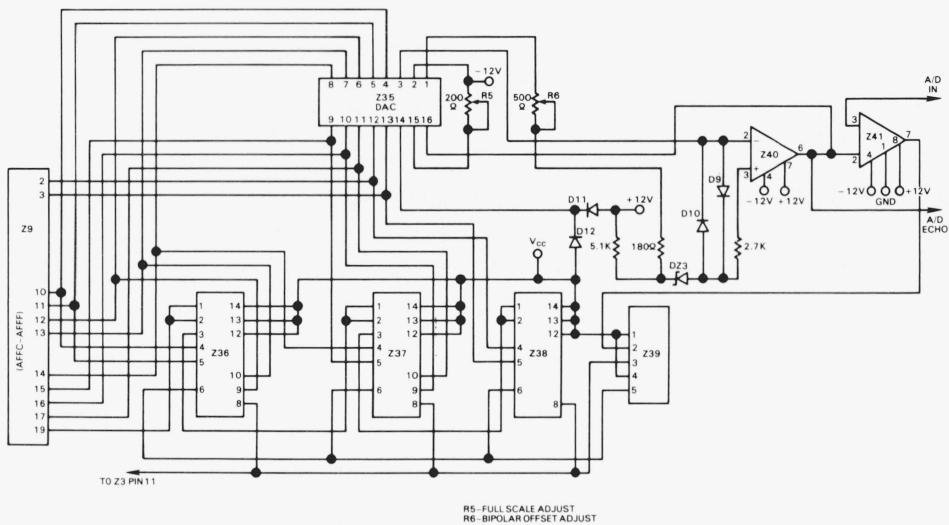 8 7 6 5 4 3 2 1
Z35
DAC
9 10 11 12 13 14 15 16
-12V
200
Ω
R5
500
Ω
R6
A/D
IN
3
Z41
8 7
2
4
1
-12V
+12V
GND
2
-
Z40
6
+
3
4
7
-12V
+12V
A/D
ECHO
2
3
Z9
(AFFC-AFFF)
10
11
12
13
14
15
16
17
19
D11
+12V
D12
VCC
5.1K
180Ω
DZ3
D10
D9
2.7K
1
2
3
4
5
6
Z36
14
13
12
10
9
8
1
2
3
4
5
6
Z37
14
13
12
10
9
8
1
2
4
5
6
Z38
14
13
12
8
1
2
3
4
5
Z39
TO Z3 PIN 11
R5-FULL SCALE ADJUST
R6-BIPOLAR OFFSET ADJUST